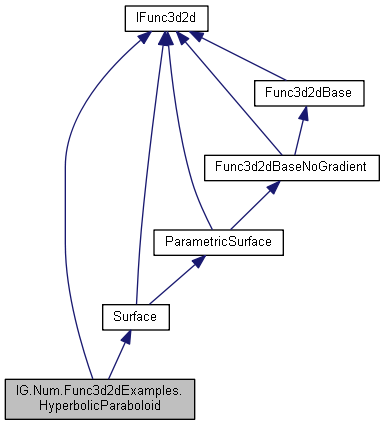 IFunc3d2d
Func3d2dBase
Func3d2dBaseNoGradient
ParametricSurface
Surface
IG.Num.Func3d2dExamples.
HyperbolicParaboloid